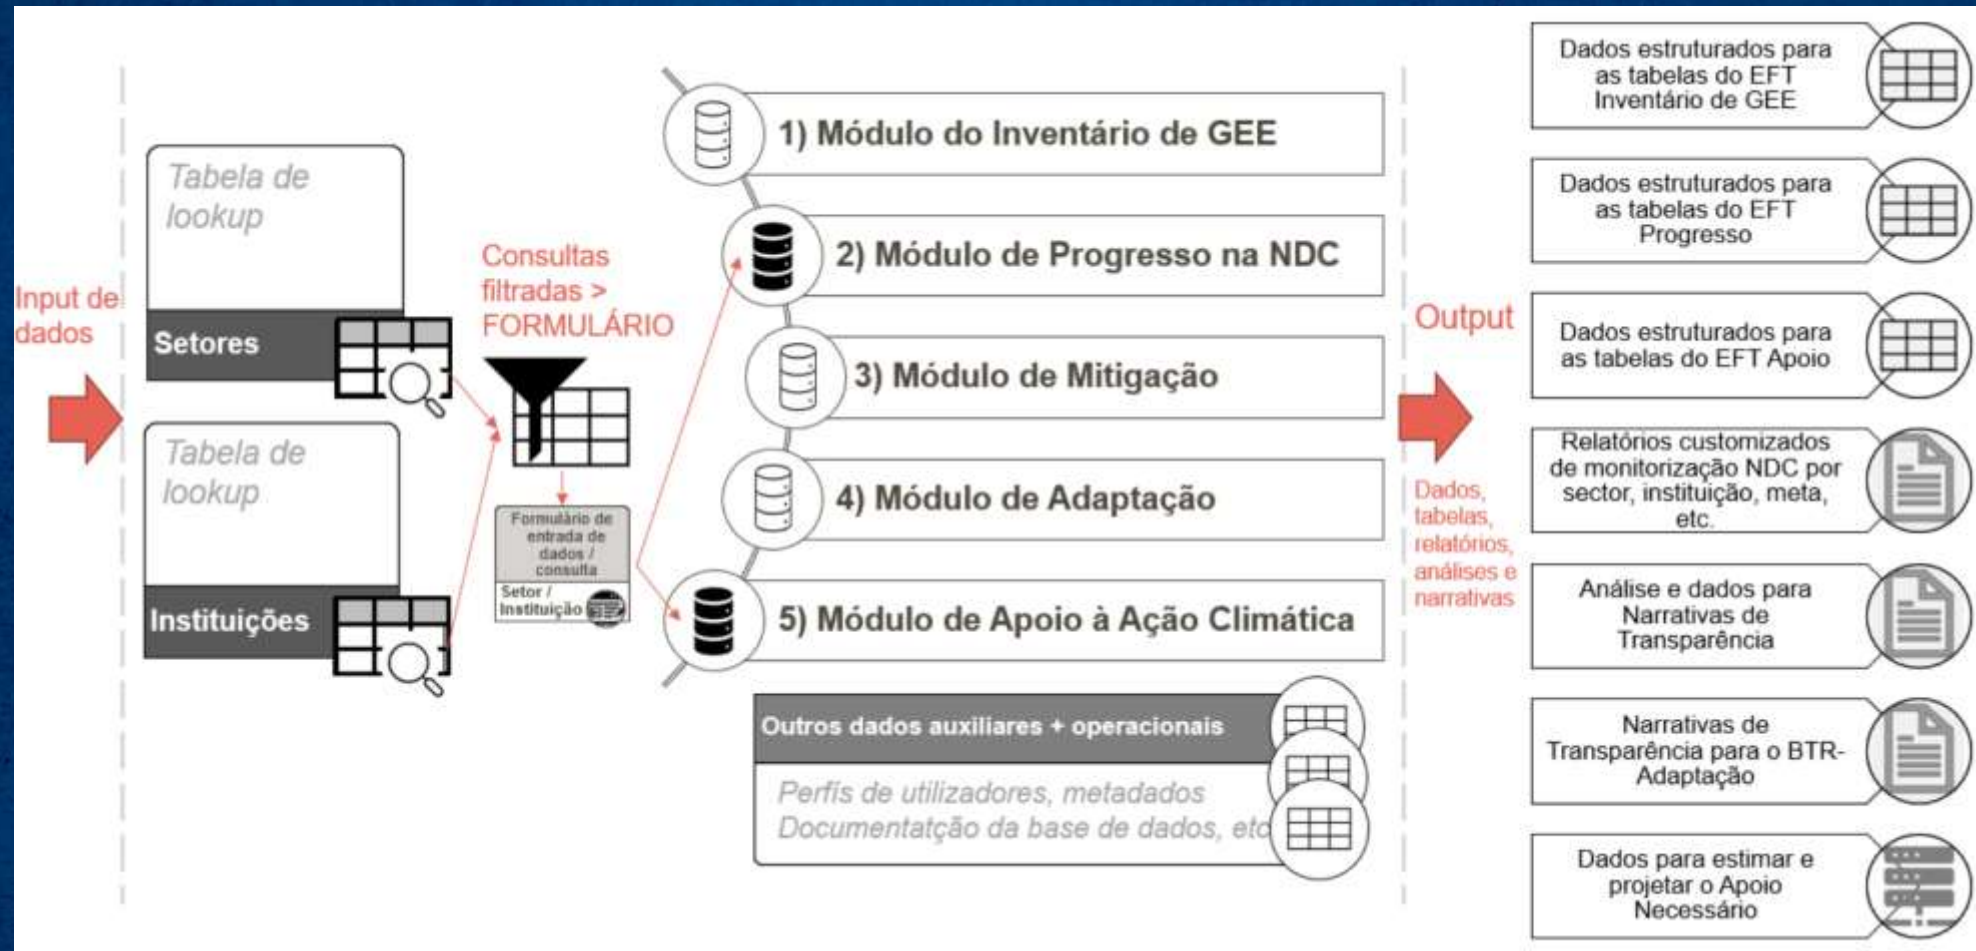 Input de
dados
Tabela de
lookup
Setores
Tabela de
lookup
Instituições
Consultas
filtradas >
FORMULÁRIO
Formulário de
entrada de
dados /
consulta
Setor /
Instituição
1) Módulo do Inventário de GEE
2) Módulo de Progresso na NDC
3) Módulo de Mitigação
4) Módulo de Adaptação
5) Módulo de Apoio à Ação Climática
Outros dados auxiliares + operacionais
Perfis de utilizadores, metadados
Documentatção da base de dados, etc
Output
Dados,
tabelas,
relatórios,
análises e
narrativas
Dados estruturados para
as tabelas do EFT
Inventário de GEE
Dados estruturados para
as tabelas do EFT
Progresso
Dados estruturados para
as tabelas do EFT Apoio
Relatórios customizados
de monitorização NDC por
sector, instituição, meta,
etc.
Análise e dados para
Narrativas de
Transparência
Narrativas de
Transparência para o BTR-
Adaptação
Dados para estimar e
projetar o Apoio
Necessário